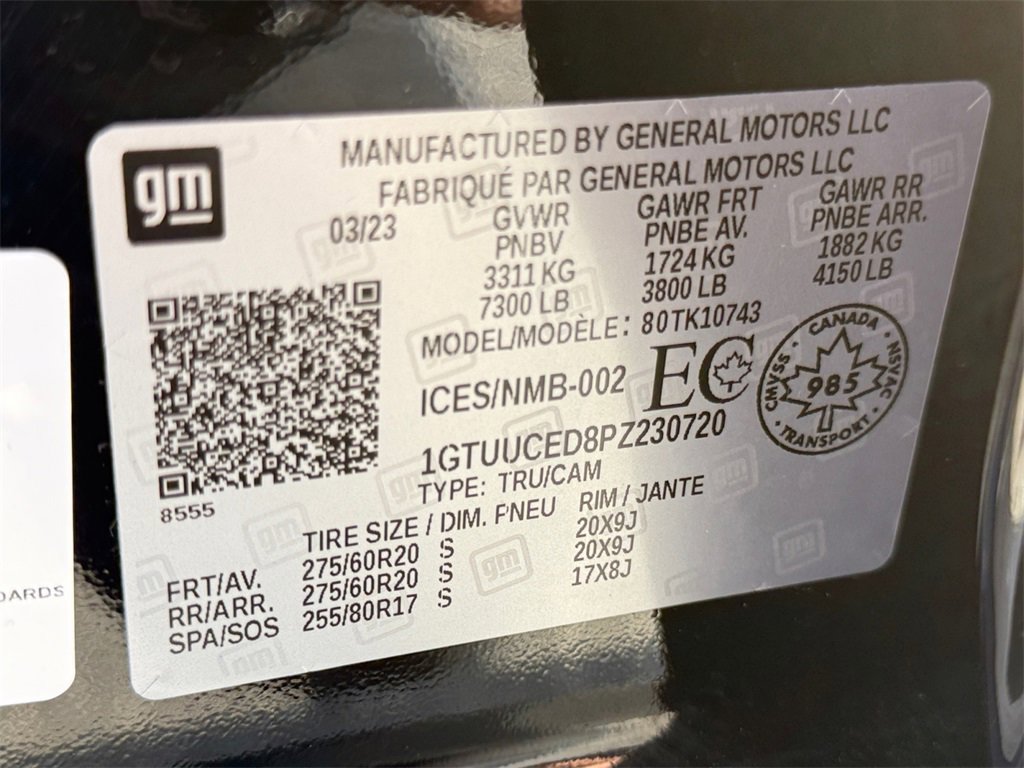 gm
MANUFACTURED BY GENERAL MOTORS LLC
FABRIQUÉ PAR GENERAL MOTORS LLC
03/23
GVWR
PNBV
3311 KG
7300 LB
GAWR FRT
PNBE AV.
1724 KG
3800 LB
GAWR RR
PNBE ARR.
1882 KG
4150 LB
MODEL/MODÈLE: 80TK10743
ICES/NMB-002
EC
CANADA
CMVSS
NSVAC
985
TRANSPORT
1GTUUCED8PZ230720
TYPE: TRU/CAM
8555
TIRE SIZE / DIM. PNEU RIM / JANTE
FRT/AV. 275/60R20 S 20X9J
RR/ARR. 275/60R20 S 20X9J
SPA/SOS 255/80R17 S 17X8J